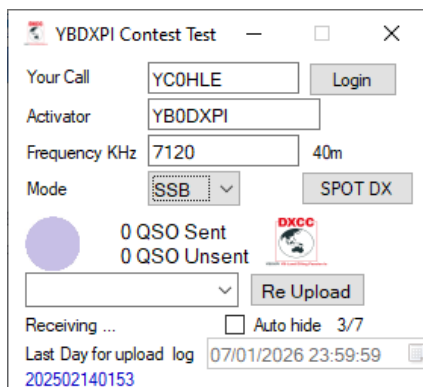 YBDXPI Contest Test
Your Call YC0HLE Login
Activator YB0DXPI
Frequency KHz 7120 40m
Mode SSB SPOT DX
0 QSO Sent
0 QSO Unsent
DXCC
Re Upload
Receiving ... Auto hide 3/7
Last Day for upload log 07/01/2026 23:59:59
202502140153